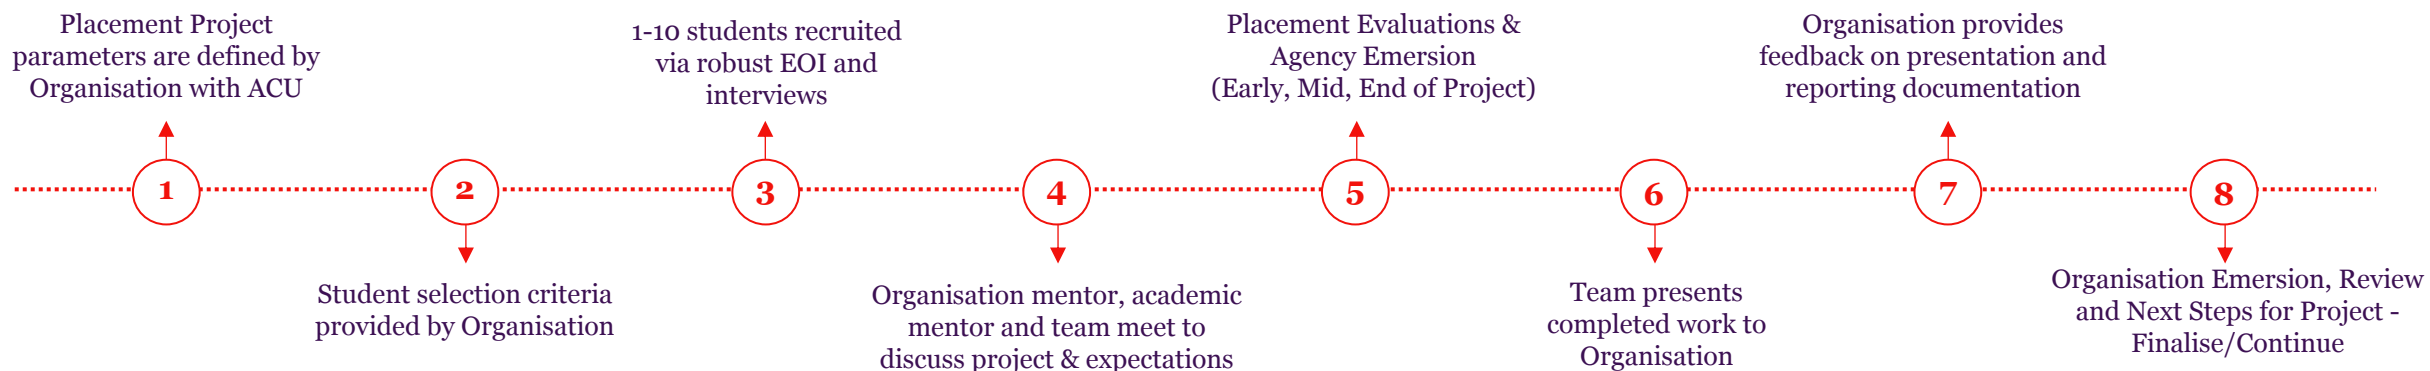 Placement Project
parameters are defined by
Organisation with ACU
1
2
Student selection criteria
provided by Organisation
1-10 students recruited
via robust EOI and
interviews
3
4
Organisation mentor, academic
mentor and team meet to
discuss project & expectations
Placement Evaluations &
Agency Emersion
(Early, Mid, End of Project)
5
6
Team presents
completed work to
Organisation
Organisation provides
feedback on presentation and
reporting documentation
7
8
Organisation Emersion, Review
and Next Steps for Project -
Finalise/Continue